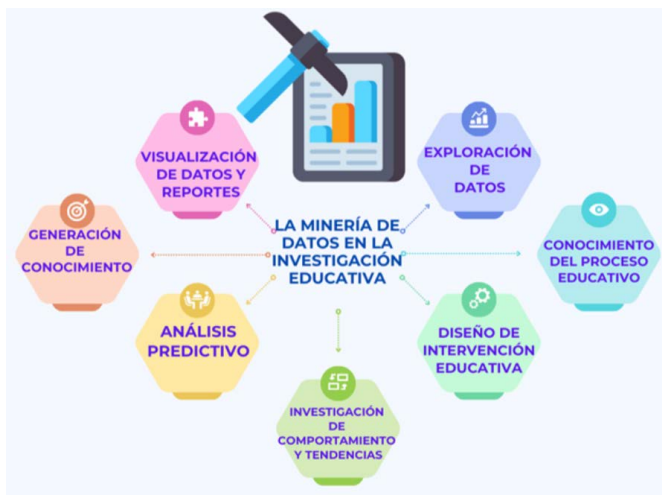 VISUALIZACIÓN
DE DATOS Y
REPORTES
EXPLORACIÓN
DE
DATOS
GENERACIÓN
DE
CONOCIMIENTO
LA MINERÍA DE
DATOS EN LA
INVESTIGACIÓN
EDUCATIVA
CONOCIMIENTO
DEL PROCESO
EDUCATIVO
ANÁLISIS
PREDICTIVO
DISEÑO DE
INTERVENCIÓN
EDUCATIVA
INVESTIGACIÓN
DE
COMPORTAMIENTO
Y TENDENCIAS